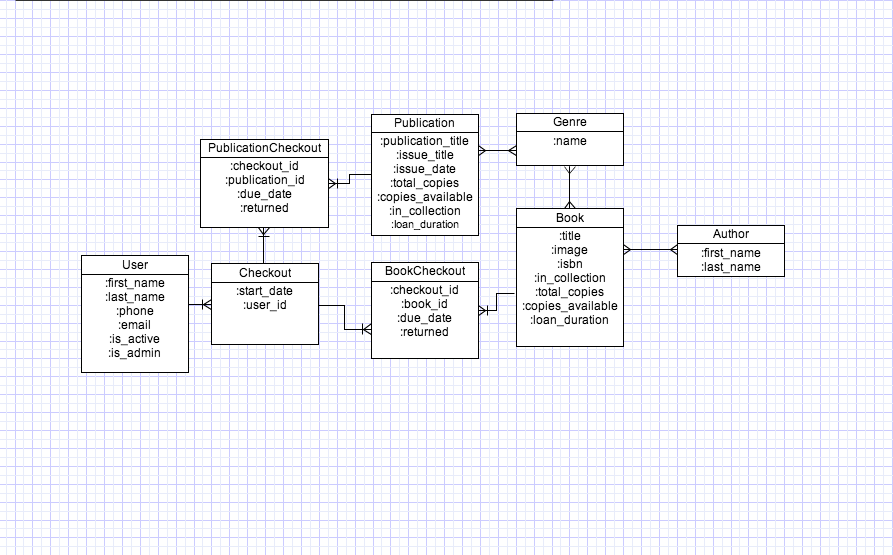 Publication
:publication_title
:issue_title
:issue_date
:total_copies
:copies_available
:in_collection
:loan_duration
Genre
:name
PublicationCheckout
:checkout_id
:publication_id
:due_date
:returned
Book
:title
:image
:isbn
:in_collection
:total_copies
:copies_available
:loan_duration
Author
:first_name
:last_name
User
:first_name
:last_name
:phone
:email
:is_active
:is_admin
Checkout
:start_date
:user_id
BookCheckout
:checkout_id
:book_id
:due_date
:returned